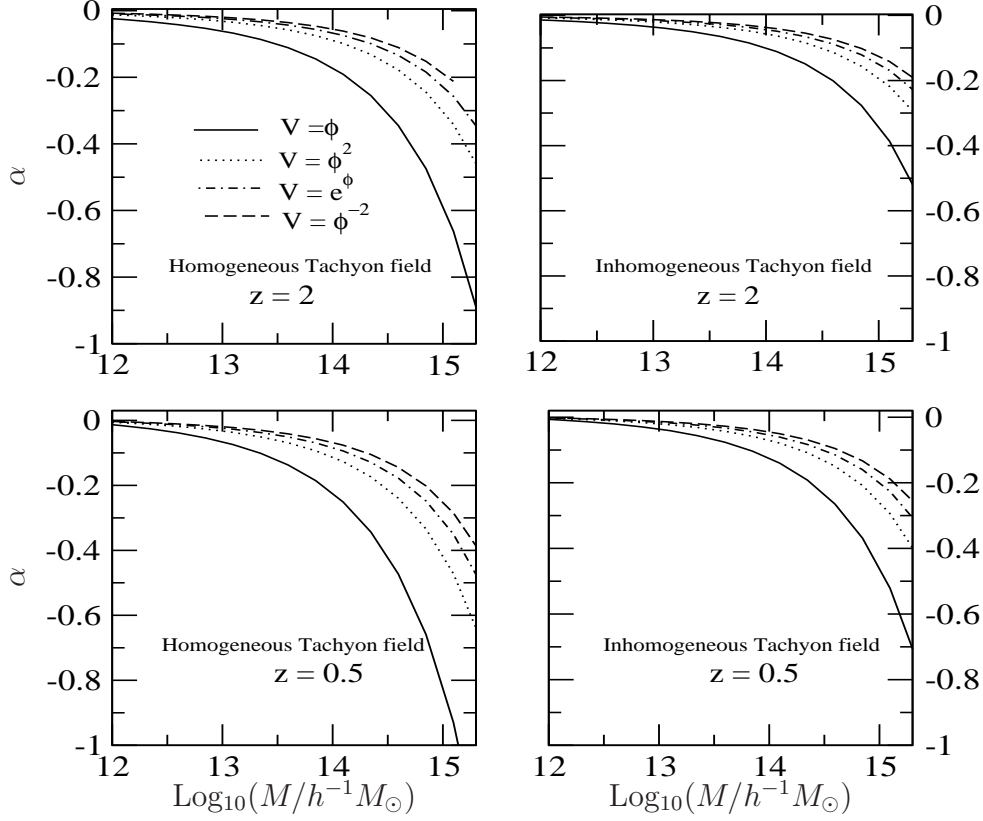 0
-0.2
-0.4
-0.6
-0.8
-1
α
V = ϕ
V = ϕ²
V = e^ϕ
V = ϕ⁻²
Homogeneous Tachyon field
z = 2
12 13 14 15
0
-0.2
-0.4
-0.6
-0.8
-1
Inhomogeneous Tachyon field
z = 2
12 13 14 15
0
-0.2
-0.4
-0.6
-0.8
-1
α
Homogeneous Tachyon field
z = 0.5
12 13 14 15
Log₁₀(M/h⁻¹M⊙)
0
-0.2
-0.4
-0.6
-0.8
-1
Inhomogeneous Tachyon field
z = 0.5
12 13 14 15
Log₁₀(M/h⁻¹M⊙)